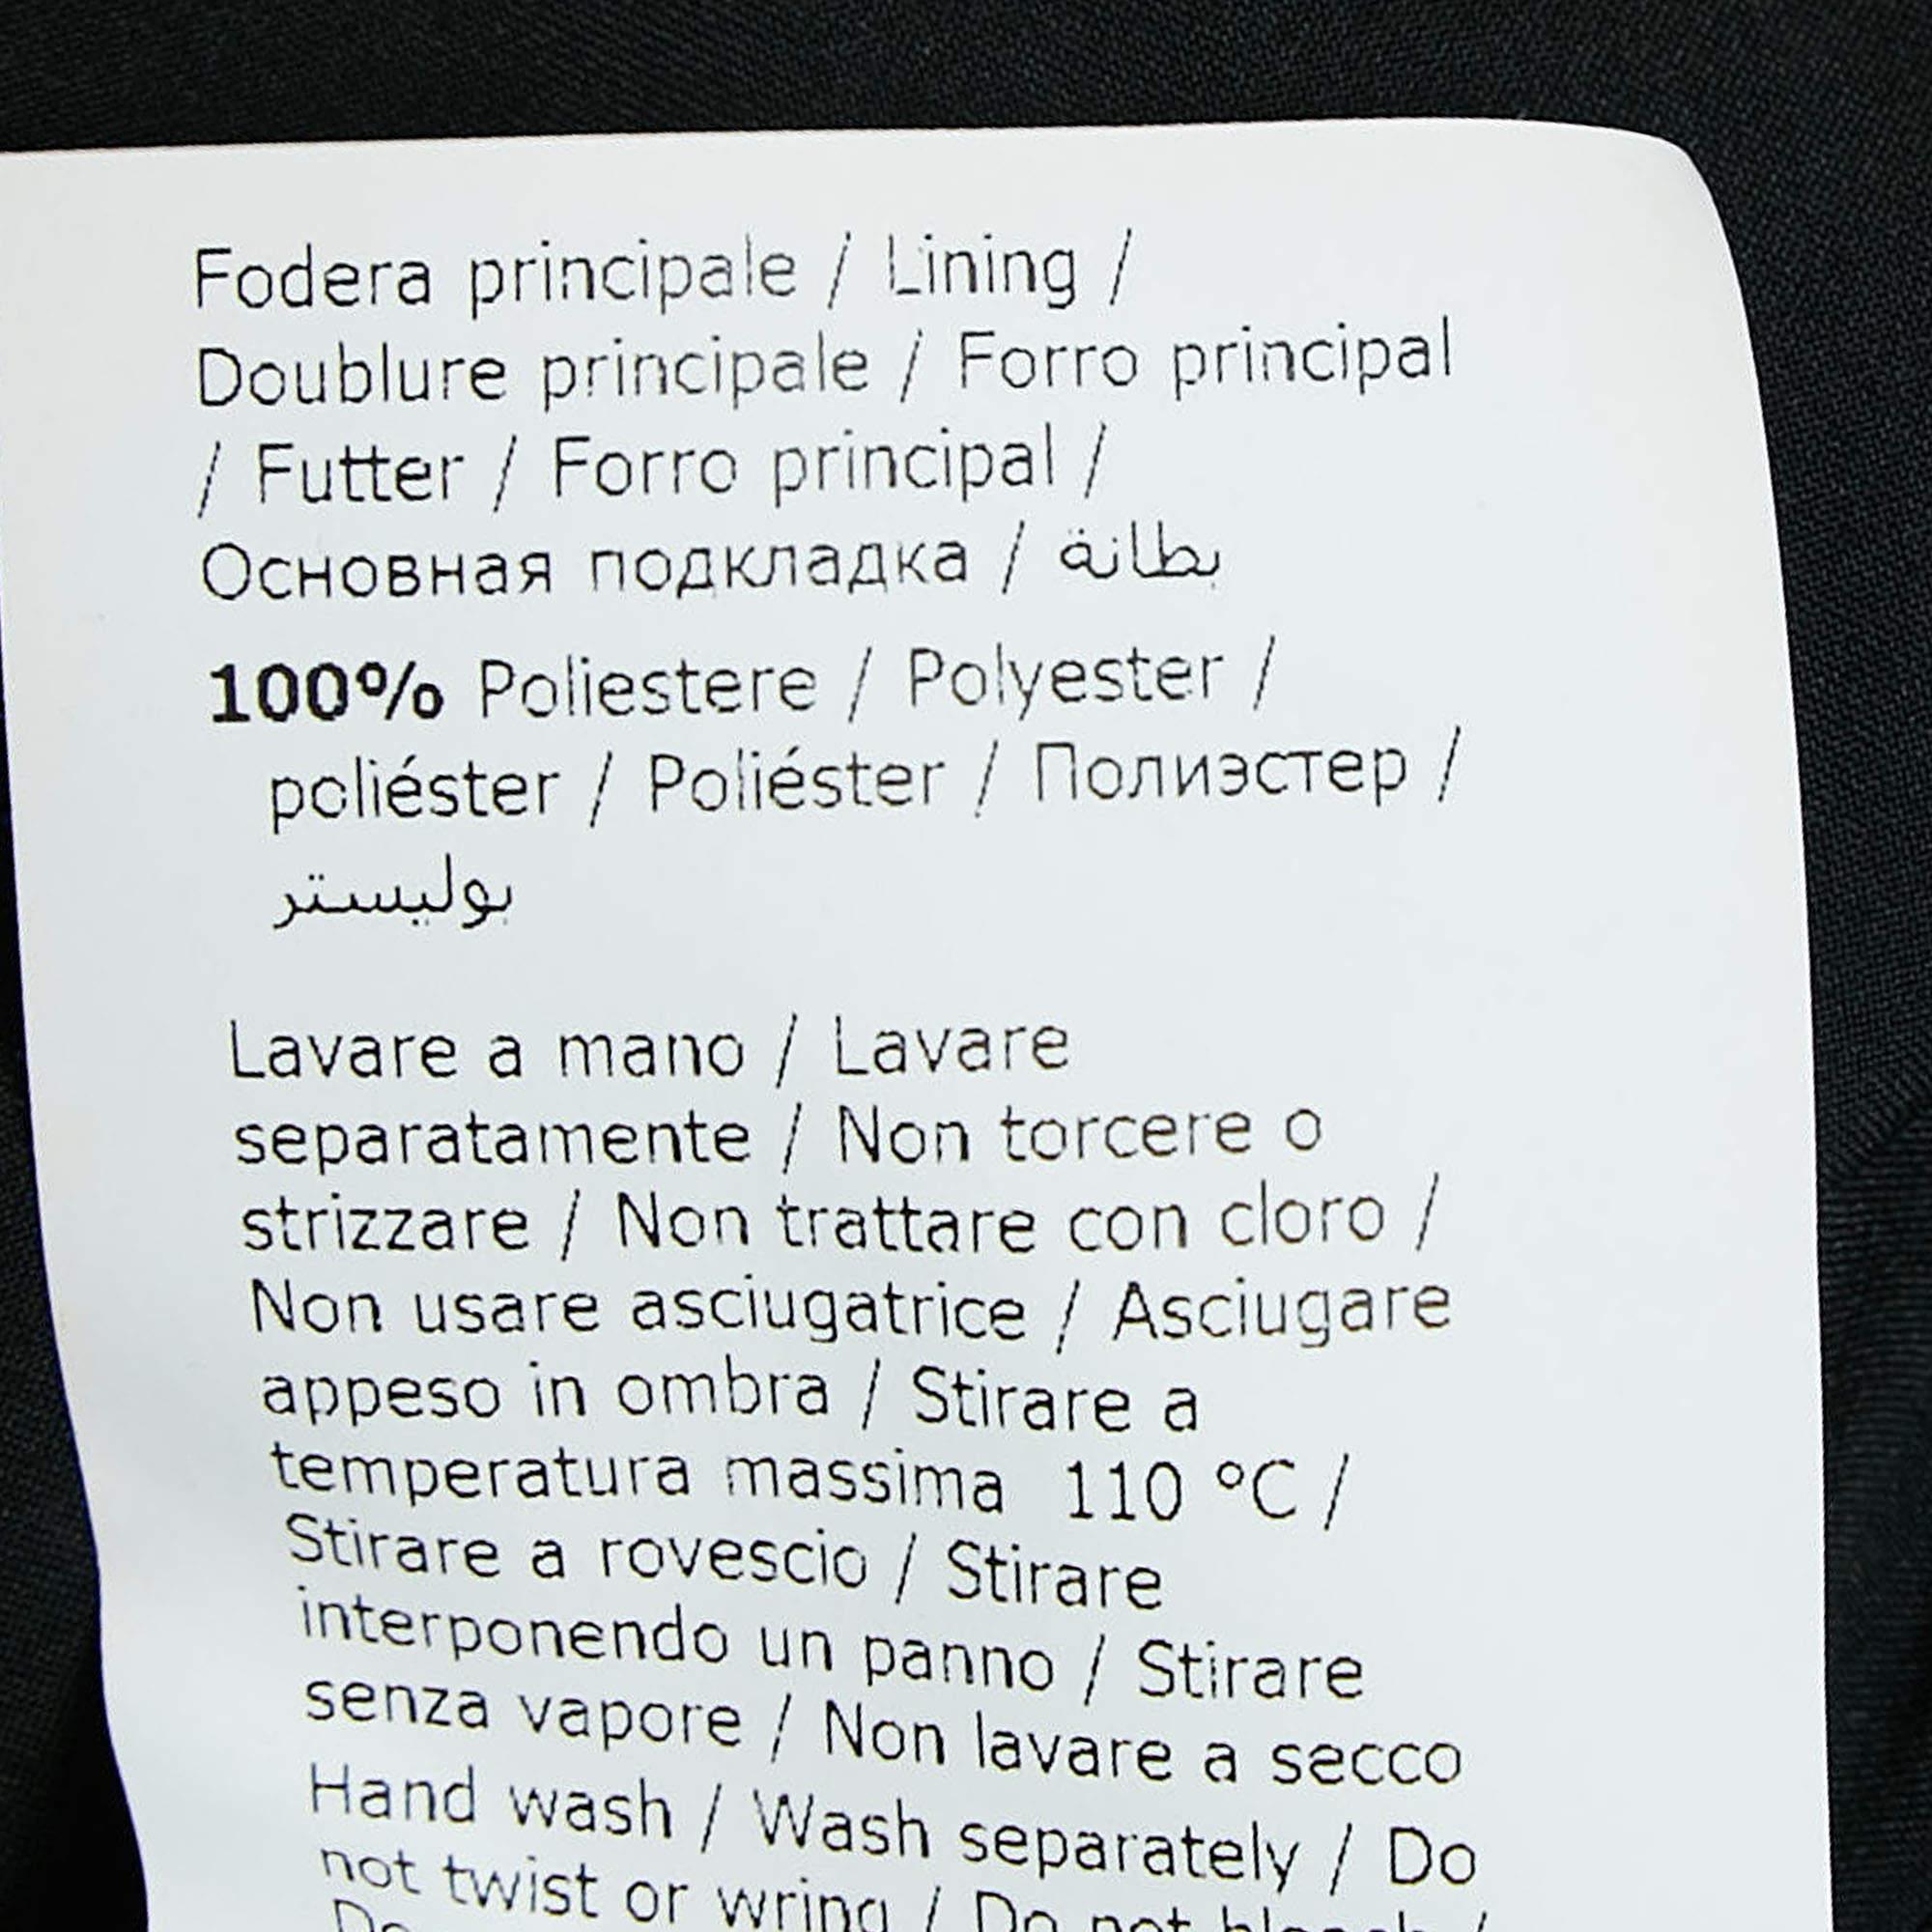 Fodera principale / Lining /
Doublure principale / Forro principal
/ Futter / Forro principal /
Основная подкладка / بطانة
100% Poliestere / Polyester /
poliéster / Poliéster / Полиэстер /
بوليستر
Lavare a mano / Lavare
separatamente / Non torcere o
strizzare / Non trattare con cloro /
Non usare asciugatrice / Asciugare
appeso in ombra / Stirare a
temperatura massima 110 °C /
Stirare a rovescio / Stirare
interponendo un panno / Stirare
senza vapore / Non lavare a secco
Hand wash / Wash separately / Do
not twist or wring / Do not bleach /